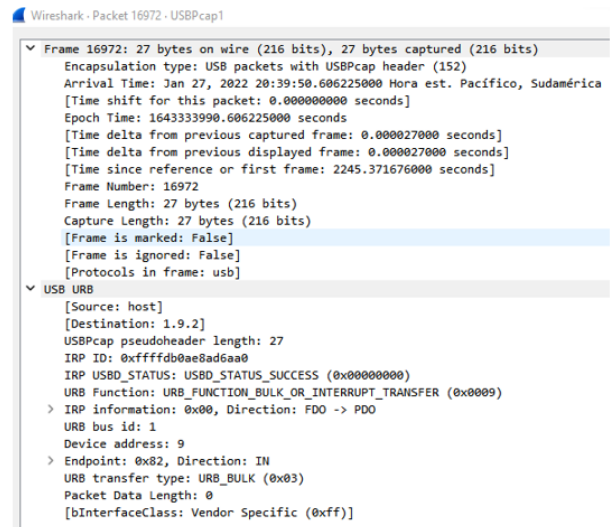 Wireshark · Packet 16972 · USBPcap1
Frame 16972: 27 bytes on wire (216 bits), 27 bytes captured (216 bits)
Encapsulation type: USB packets with USBPcap header (152)
Arrival Time: Jan 27, 2022 20:39:50.606225000 Hora est. Pacífico, Sudamérica
[Time shift for this packet: 0.000000000 seconds]
Epoch Time: 1643333990.606225000 seconds
[Time delta from previous captured frame: 0.000027000 seconds]
[Time delta from previous displayed frame: 0.000027000 seconds]
[Time since reference or first frame: 2245.371676000 seconds]
Frame Number: 16972
Frame Length: 27 bytes (216 bits)
Capture Length: 27 bytes (216 bits)
[Frame is marked: False]
[Frame is ignored: False]
[Protocols in frame: usb]
USB URB
[Source: host]
[Destination: 1.9.2]
USBPcap pseudoheader length: 27
IRP ID: 0xffffdb0ae8ad6aa0
IRP USBD_STATUS: USBD_STATUS_SUCCESS (0x00000000)
URB Function: URB_FUNCTION_BULK_OR_INTERRUPT_TRANSFER (0x0009)
IRP information: 0x00, Direction: FDO -> PDO
URB bus id: 1
Device address: 9
Endpoint: 0x82, Direction: IN
URB transfer type: URB_BULK (0x03)
Packet Data Length: 0
[bInterfaceClass: Vendor Specific (0xff)]